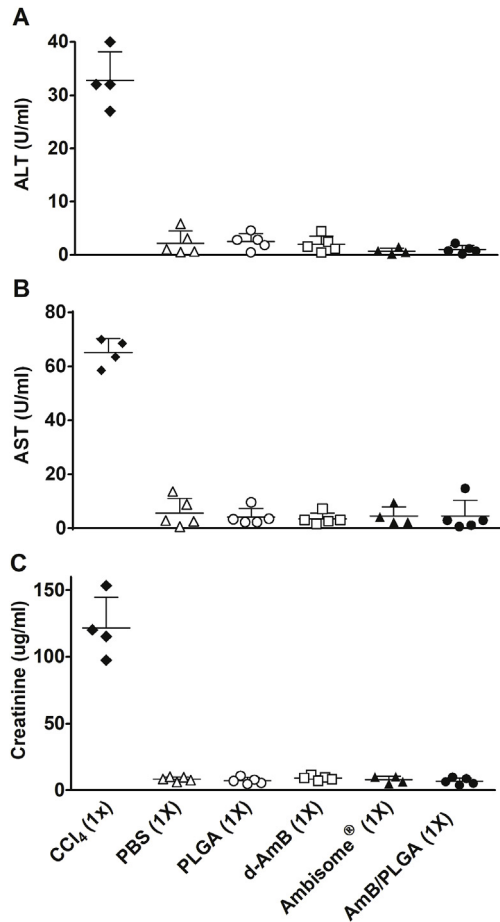 A
ALT (U/ml)
40
30
20
10
0
B
AST (U/ml)
80
60
40
20
0
C
Creatinine (ug/ml)
150
100
50
0
CCl4 (1x)
PBS (1X)
PLGA (1X)
d-AmB (1X)
Ambisome® (1X)
AmB/PLGA (1X)